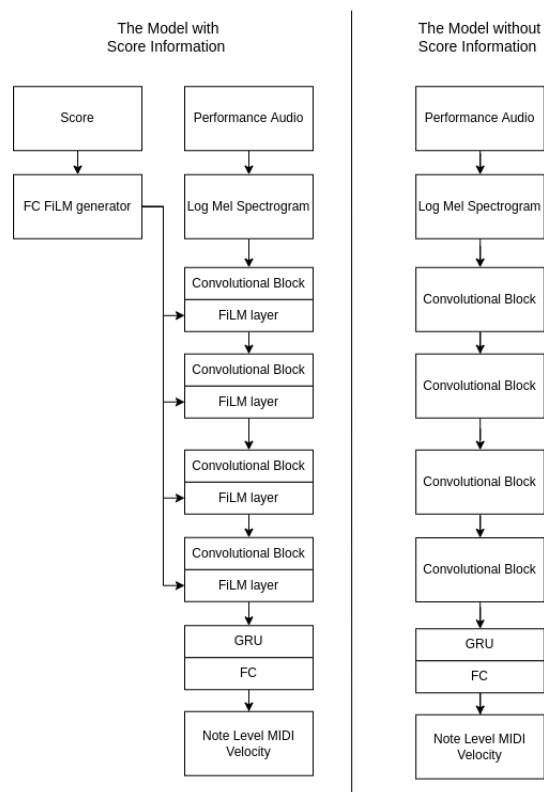 The Model with
Score Information
Score
Performance Audio
FC FiLM generator
Log Mel Spectrogram
Convolutional Block
FiLM layer
Convolutional Block
FiLM layer
Convolutional Block
FiLM layer
Convolutional Block
FiLM layer
GRU
FC
Note Level MIDI
Velocity
The Model without
Score Information
Performance Audio
Log Mel Spectrogram
Convolutional Block
Convolutional Block
Convolutional Block
Convolutional Block
GRU
FC
Note Level MIDI
Velocity